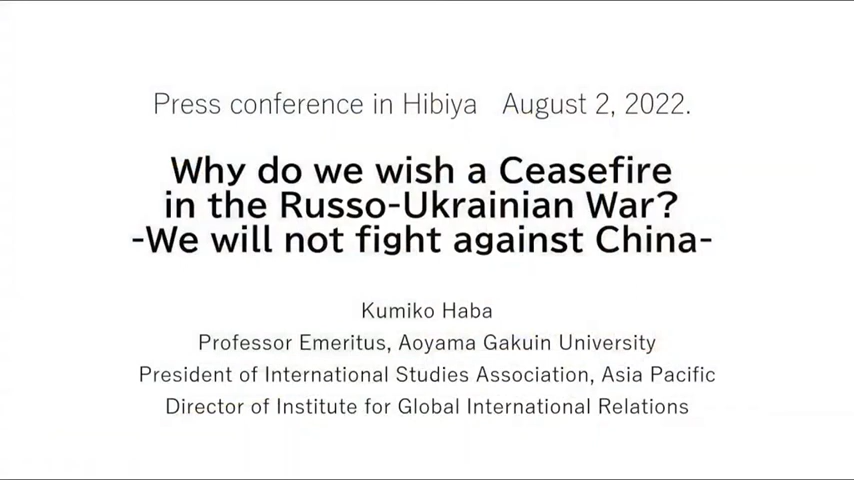 Press conference in Hibiya August 2, 2022.
Why do we wish a Ceasefire
in the Russo-Ukrainian War?
-We will not fight against China-
Kumiko Haba
Professor Emeritus, Aoyama Gakuin University
President of International Studies Association, Asia Pacific
Director of Institute for Global International Relations